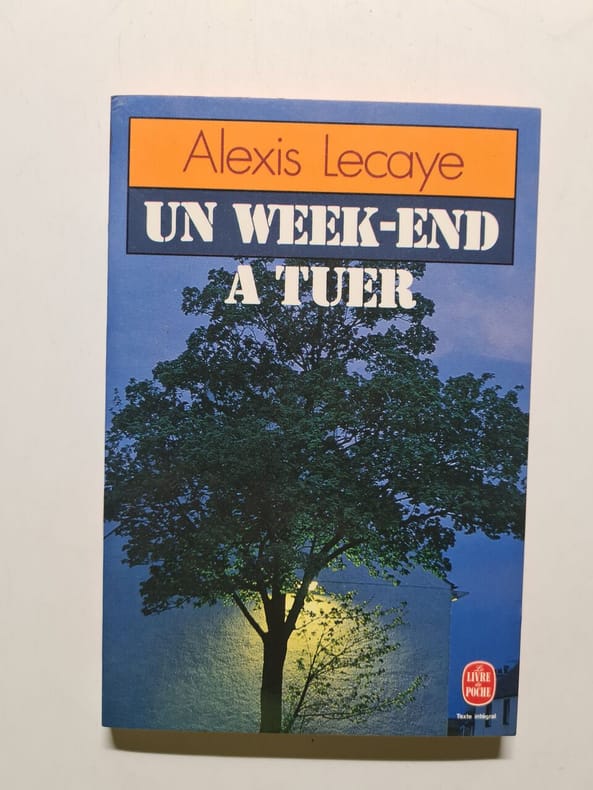 Alexis Lecaye
UN WEEK-END
A TUER
Le
LIVRE
de
POCHE
Texte intégral